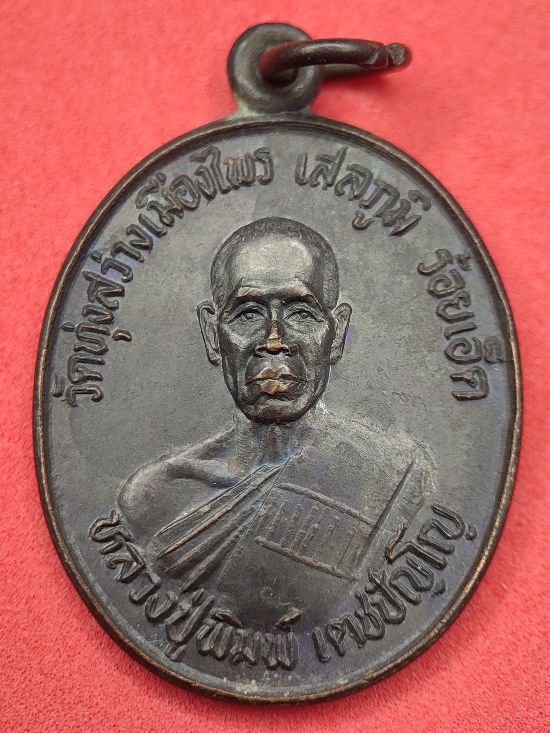 วัดทุ่งสว่างเมืองไพร เสลภูมิ ร้อยเอ็ด
หลวงปู่พิมพ์ เตชปัญโญ